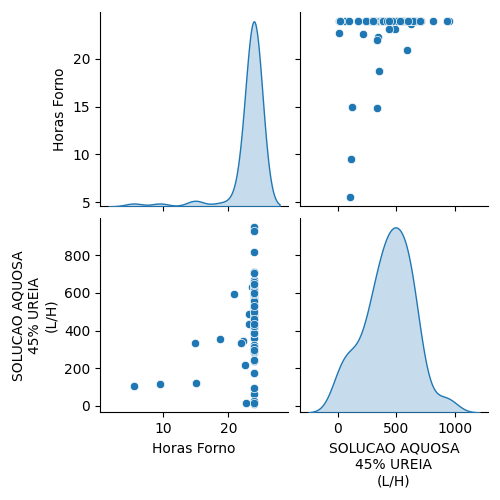 Horas Forno
20
15
10
5
SOLUCAO AQUOSA
45% UREIA
(L/H)
800
600
400
200
0
10 20
Horas Forno
0 500 1000
SOLUCAO AQUOSA
45% UREIA
(L/H)